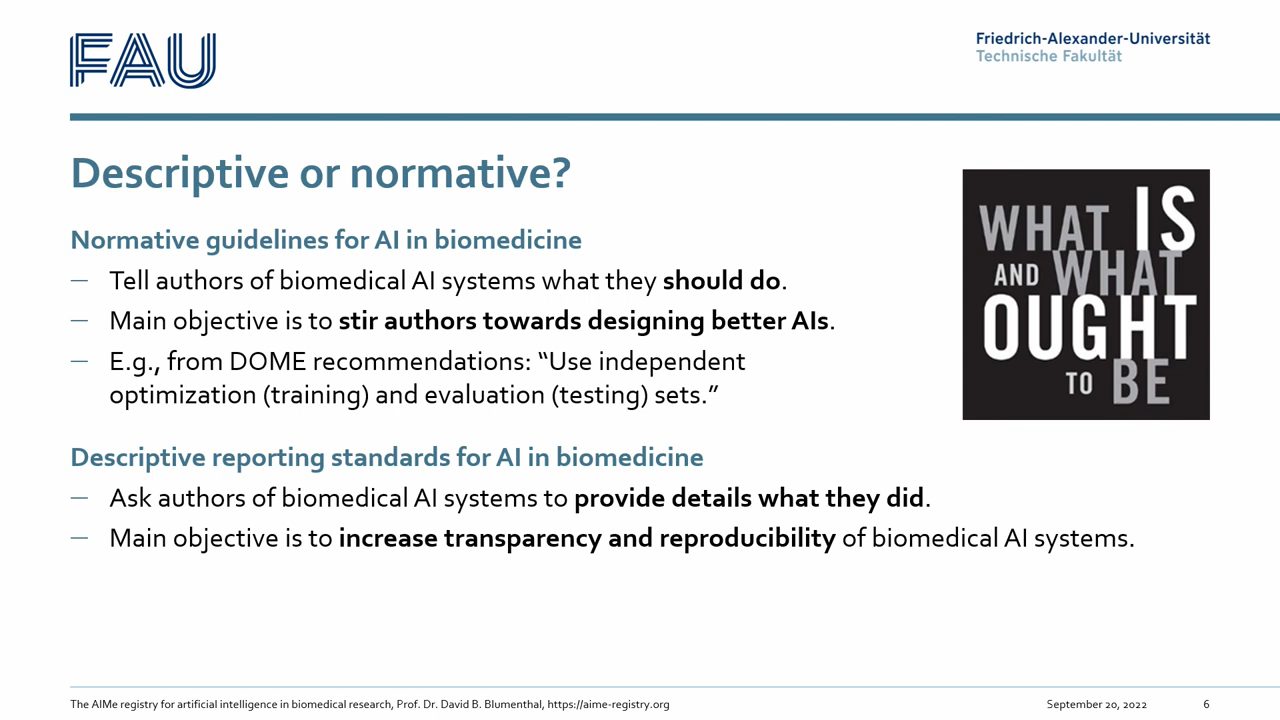 FAU
Friedrich-Alexander-Universität
Technische Fakultät
Descriptive or normative?
Normative guidelines for AI in biomedicine
— Tell authors of biomedical AI systems what they should do.
— Main objective is to stir authors towards designing better AIs.
— E.g., from DOME recommendations: “Use independent
optimization (training) and evaluation (testing) sets.”
WHAT IS
AND WHAT
OUGHT
TO BE
Descriptive reporting standards for AI in biomedicine
— Ask authors of biomedical AI systems to provide details what they did.
— Main objective is to increase transparency and reproducibility of biomedical AI systems.
The AIMe registry for artificial intelligence in biomedical research, Prof. Dr. David B. Blumenthal, https://aime-registry.org
September 20, 2022
6